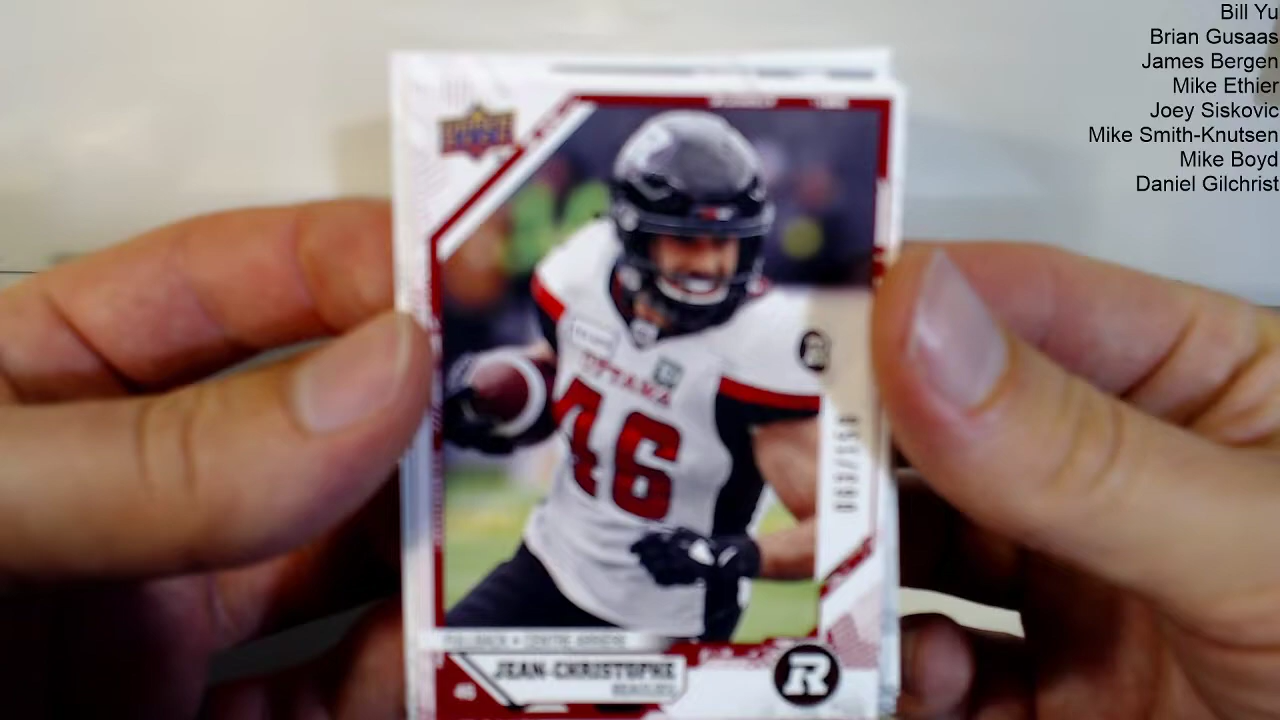 Bill Yu
Brian Gusaas
James Bergen
Mike Ethier
Joey Siskovic
Mike Smith-Knutsen
Mike Boyd
Daniel Gilchrist
OTTAWA
46
JEAN-CHRISTOPHE
46
R